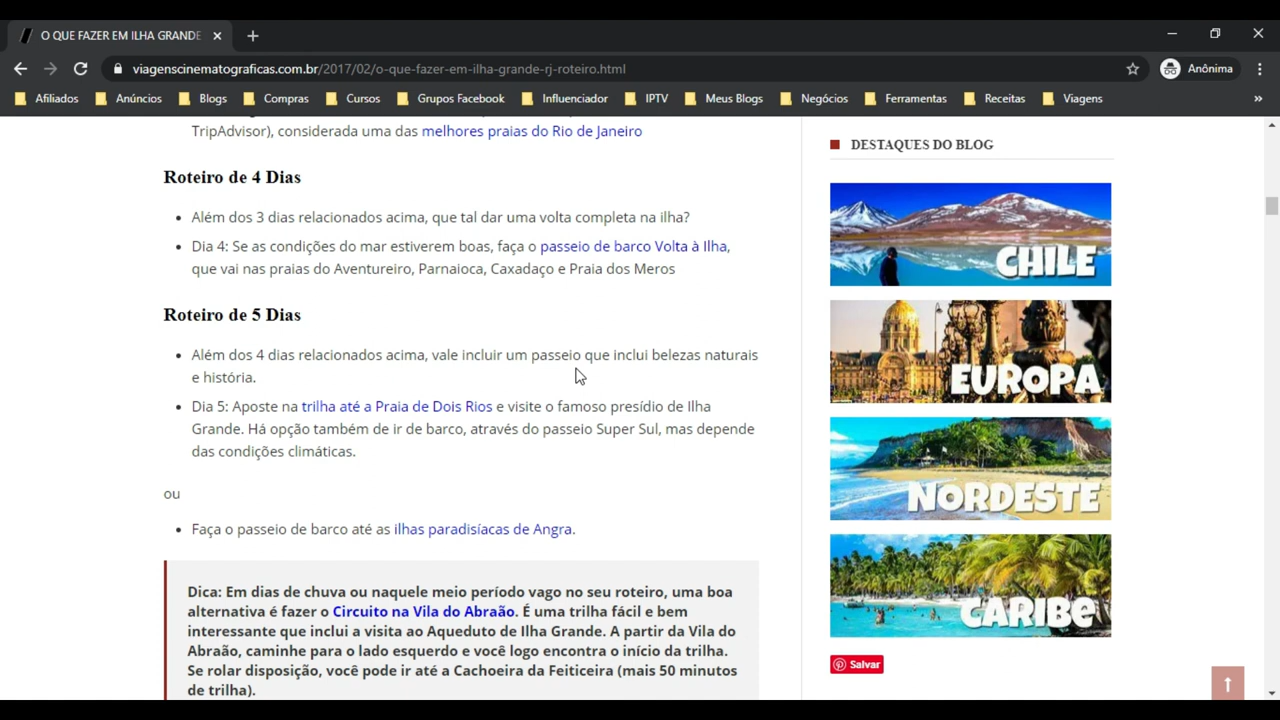 O QUE FAZER EM ILHA GRANDE
viagenscinematograficas.com.br/2017/02/o-que-fazer-em-ilha-grande-rj-roteiro.html
Anônima
Afiliados Anúncios Blogs Compras Cursos Grupos Facebook Influenciador IPTV Meus Blogs Negócios Ferramentas Receitas Viagens »
TripAdvisor), considerada uma das melhores praias do Rio de Janeiro
Roteiro de 4 Dias
Além dos 3 dias relacionados acima, que tal dar uma volta completa na ilha?
Dia 4: Se as condições do mar estiverem boas, faça o passeio de barco Volta à Ilha,
que vai nas praias do Aventureiro, Parnaioca, Caxadaço e Praia dos Meros
Roteiro de 5 Dias
Além dos 4 dias relacionados acima, vale incluir um passeio que inclui belezas naturais
e história.
Dia 5: Aposte na trilha até a Praia de Dois Rios e visite o famoso presídio de Ilha
Grande. Há opção também de ir de barco, através do passeio Super Sul, mas depende
das condições climáticas.
ou
Faça o passeio de barco até as ilhas paradisíacas de Angra.
Dica: Em dias de chuva ou naquele meio período vago no seu roteiro, uma boa
alternativa é fazer o Circuito na Vila do Abraão. É uma trilha fácil e bem
interessante que inclui a visita ao Aqueduto de Ilha Grande. A partir da Vila do
Abraão, caminhe para o lado esquerdo e você logo encontra o início da trilha.
Se rolar disposição, você pode ir até a Cachoeira da Feiticeira (mais 50 minutos
de trilha).
DESTAQUES DO BLOG
CHILE
EUROPA
NORDESTE
CARIBE
Salvar